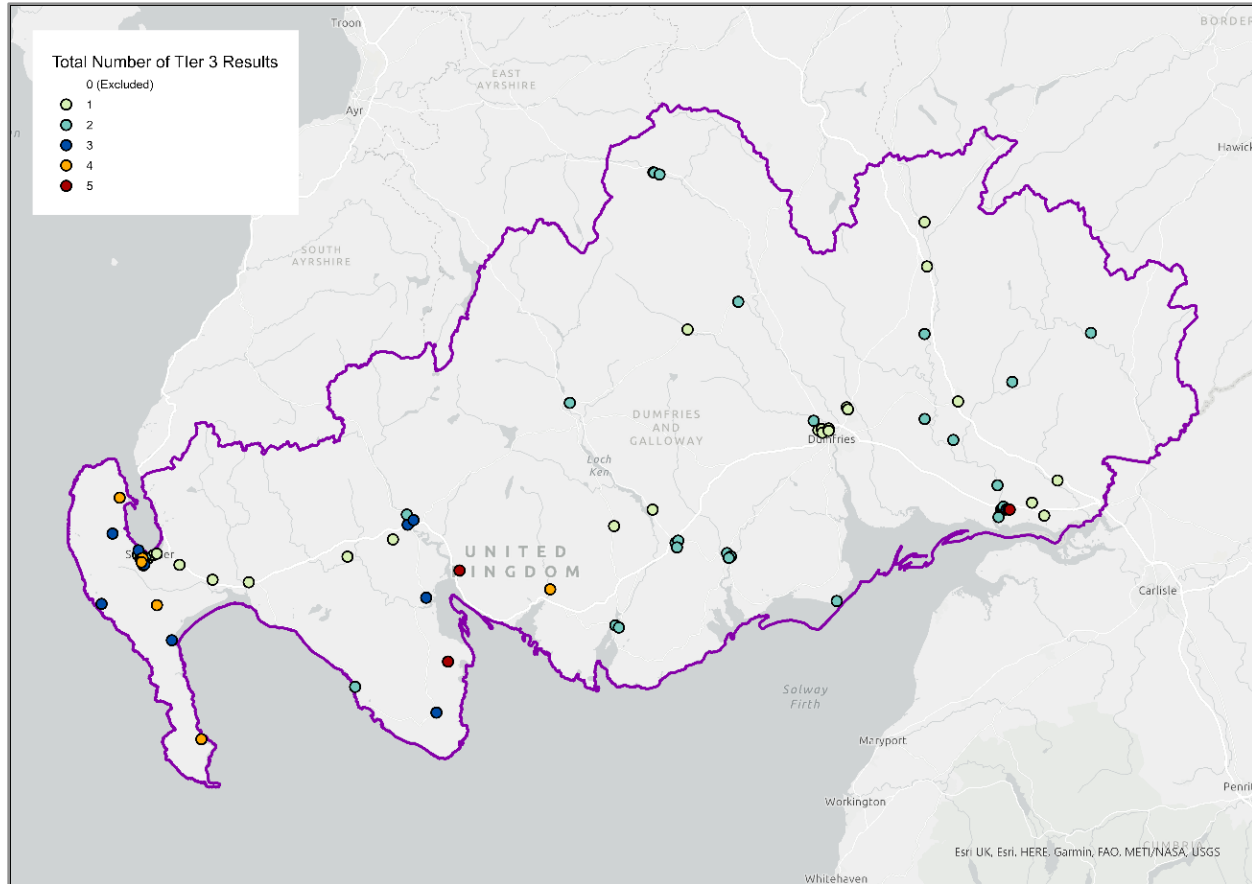 Troon
BORDER
Total Number of TIer 3 Results
0 (Excluded)
1
2
3
4
5
EAST
AYRSHIRE
Ayr
Hawick
SOUTH
AYRSHIRE
DUMFRIES
AND
GALLOWAY
Dumfries
Loch
Ken
UNITED
KINGDOM
Carlisle
Solway
Firth
Maryport
Workington
Penrit
CUMBRIA
Esri UK, Esri, HERE, Garmin, FAO, METI/NASA, USGS
Whitehaven